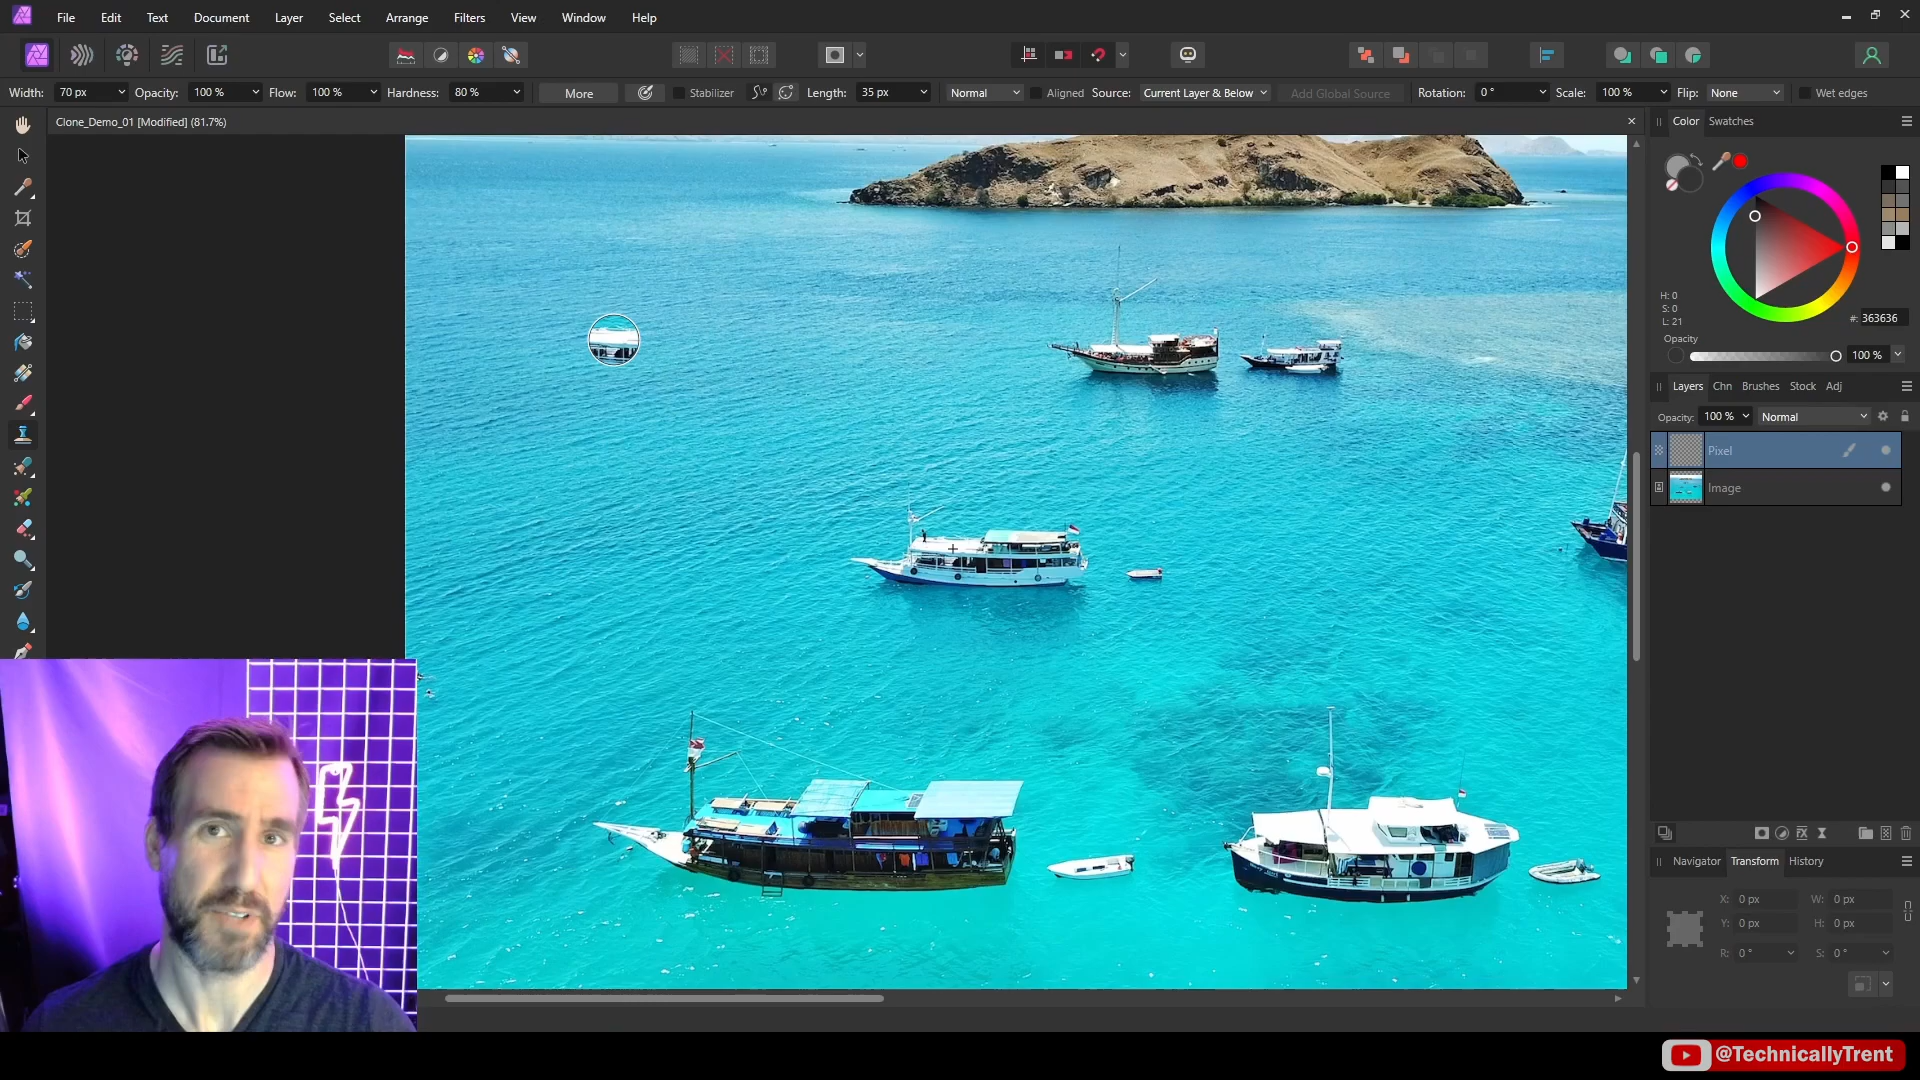 File Edit Text Document Layer Select Arrange Filters View Window Help
Width: 70 px Opacity: 100 % Flow: 100 % Hardness: 80 % More Stabilizer Length: 35 px Normal Aligned Source: Current Layer & Below Add Global Source Rotation: 0 ° Scale: 100 % Flip: None Wet edges
Clone_Demo_01 [Modified] (81.7%)
Color Swatches
H: 0
S: 0
L: 21
#: 363636
Opacity
100 %
Layers Chn Brushes Stock Adj
Opacity: 100 % Normal
Pixel
Image
Navigator Transform History
X: 0 px W: 0 px
Y: 0 px H: 0 px
R: 0 ° S: 0 °
@TechnicallyTrent